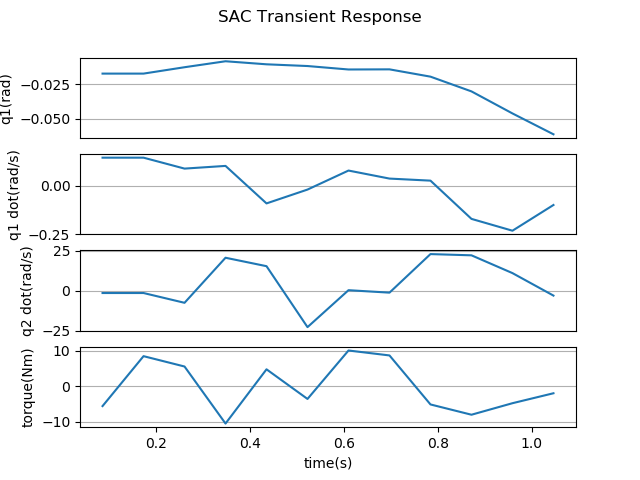 SAC Transient Response
−0.025
−0.050
q1(rad)
0.00
−0.25
q1 dot(rad/s)
25
0
−25
q2 dot(rad/s)
10
0
−10
torque(Nm)
0.2 0.4 0.6 0.8 1.0
time(s)